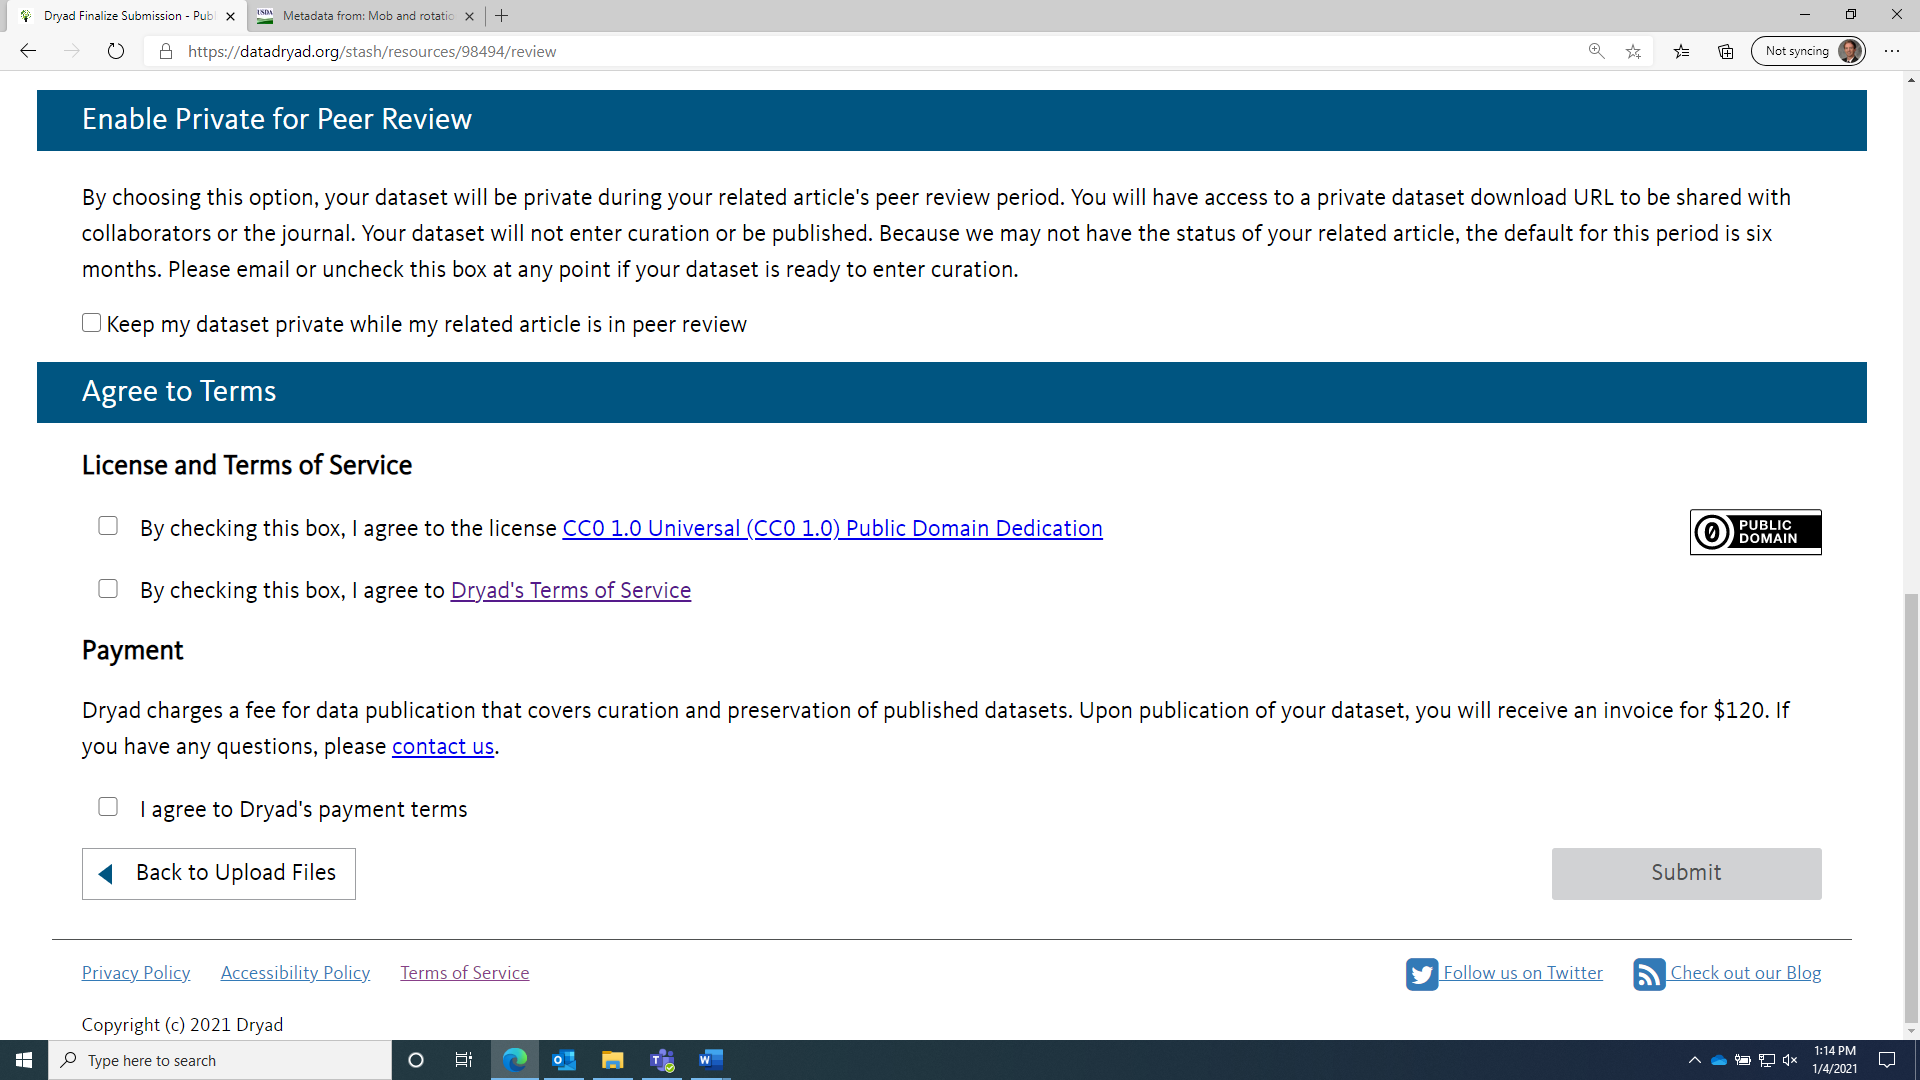 Dryad Finalize Submission - Publ
Metadata from: Mob and rotatio
https://datadryad.org/stash/resources/98494/review
Not syncing
Enable Private for Peer Review
By choosing this option, your dataset will be private during your related article's peer review period. You will have access to a private dataset download URL to be shared with
collaborators or the journal. Your dataset will not enter curation or be published. Because we may not have the status of your related article, the default for this period is six
months. Please email or uncheck this box at any point if your dataset is ready to enter curation.
Keep my dataset private while my related article is in peer review
Agree to Terms
License and Terms of Service
By checking this box, I agree to the license CC0 1.0 Universal (CC0 1.0) Public Domain Dedication
PUBLIC
DOMAIN
By checking this box, I agree to Dryad's Terms of Service
Payment
Dryad charges a fee for data publication that covers curation and preservation of published datasets. Upon publication of your dataset, you will receive an invoice for $120. If
you have any questions, please contact us.
I agree to Dryad's payment terms
Back to Upload Files
Submit
Privacy Policy Accessibility Policy Terms of Service Follow us on Twitter Check out our Blog
Copyright (c) 2021 Dryad
Type here to search
1:14 PM
1/4/2021